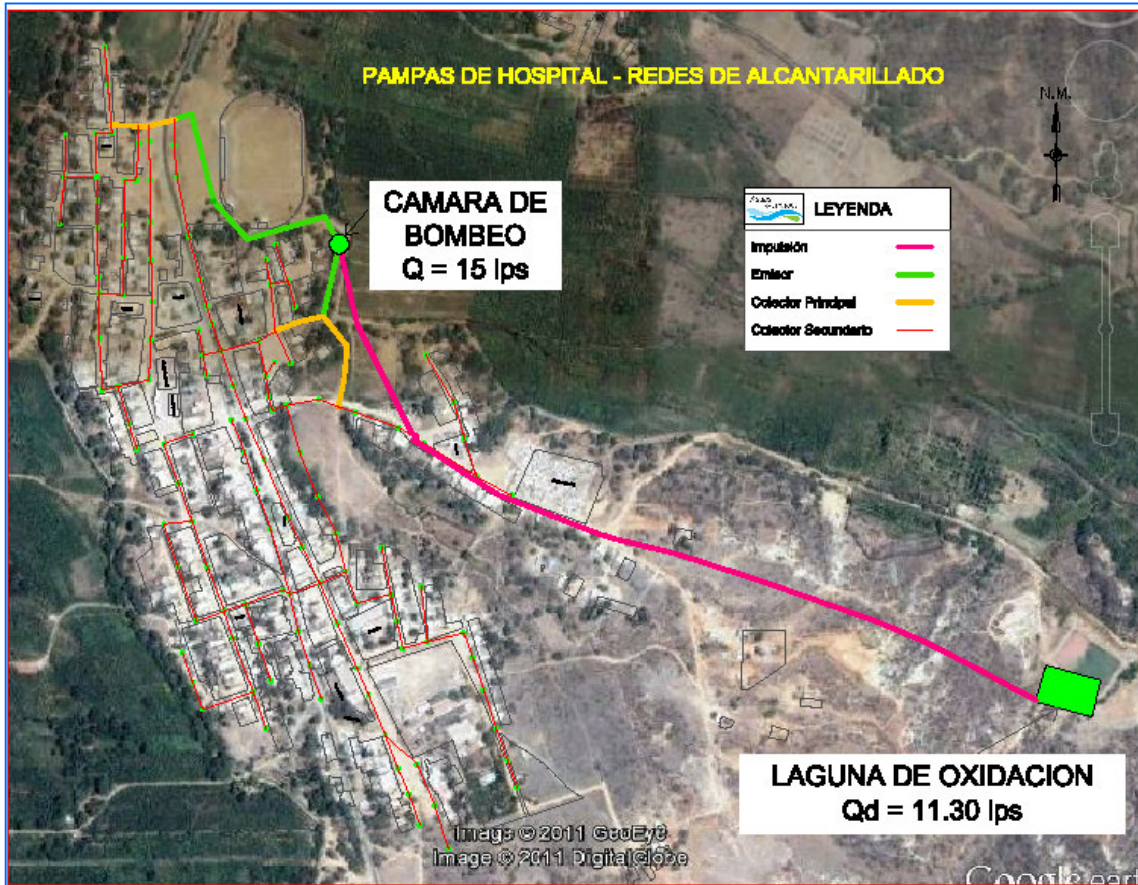 PAMPAS DE HOSPITAL - REDES DE ALCANTARILLADO
N.M.
CAMARA DE
BOMBEO
Q = 15 lps
LEYENDA
Impulsión
Emisor
Colector Principal
Colector Secundario
LAGUNA DE OXIDACION
Qd = 11.30 lps
Image © 2011 GeoEye
Image © 2011 DigitalGlobe
Google